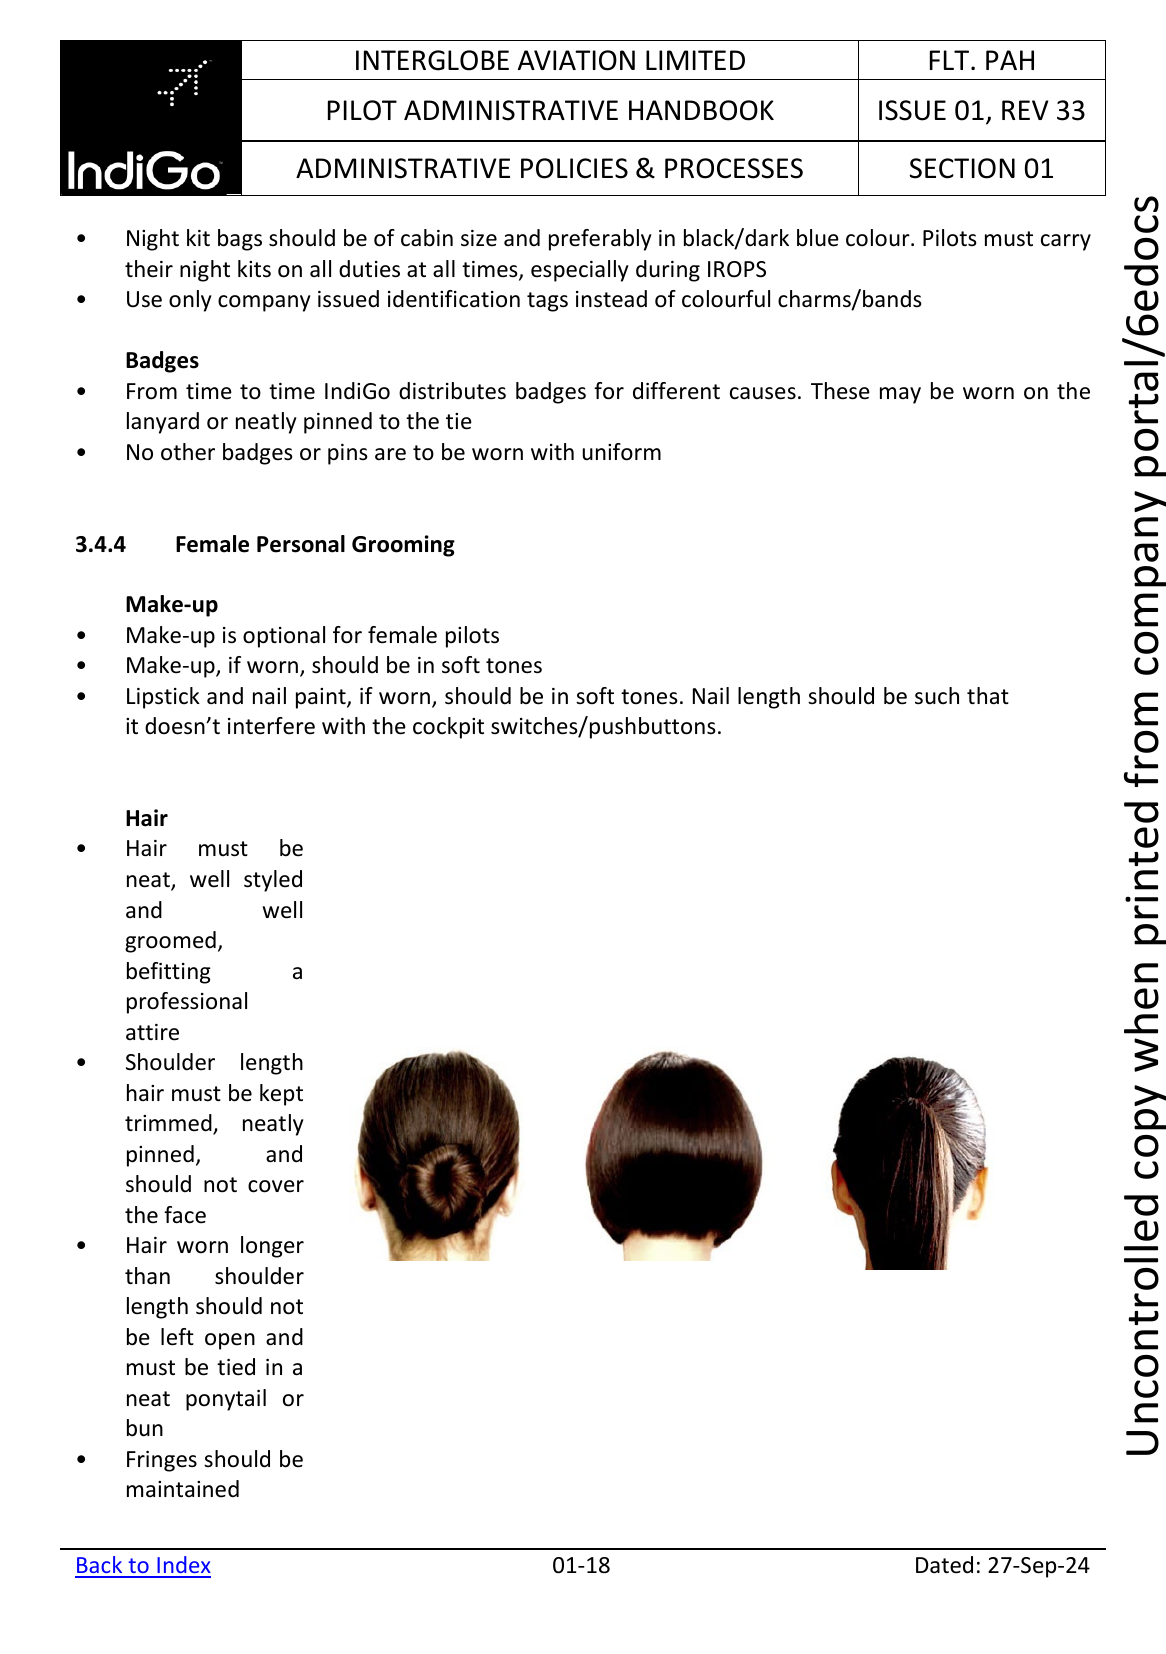 IndiGo
INTERGLOBE AVIATION LIMITED
FLT. PAH
PILOT ADMINISTRATIVE HANDBOOK
ISSUE 01, REV 33
ADMINISTRATIVE POLICIES & PROCESSES
SECTION 01
• Night kit bags should be of cabin size and preferably in black/dark blue colour. Pilots must carry
their night kits on all duties at all times, especially during IROPS
• Use only company issued identification tags instead of colourful charms/bands
Badges
• From time to time IndiGo distributes badges for different causes. These may be worn on the
lanyard or neatly pinned to the tie
• No other badges or pins are to be worn with uniform
3.4.4 Female Personal Grooming
Make-up
• Make-up is optional for female pilots
• Make-up, if worn, should be in soft tones
• Lipstick and nail paint, if worn, should be in soft tones. Nail length should be such that
it doesn’t interfere with the cockpit switches/pushbuttons.
Hair
• Hair must be
neat, well styled
and well
groomed,
befitting a
professional
attire
• Shoulder length
hair must be kept
trimmed, neatly
pinned, and
should not cover
the face
• Hair worn longer
than shoulder
length should not
be left open and
must be tied in a
neat ponytail or
bun
• Fringes should be
maintained
Back to Index
01-18
Dated: 27-Sep-24
Uncontrolled copy when printed from company portal/6edocs